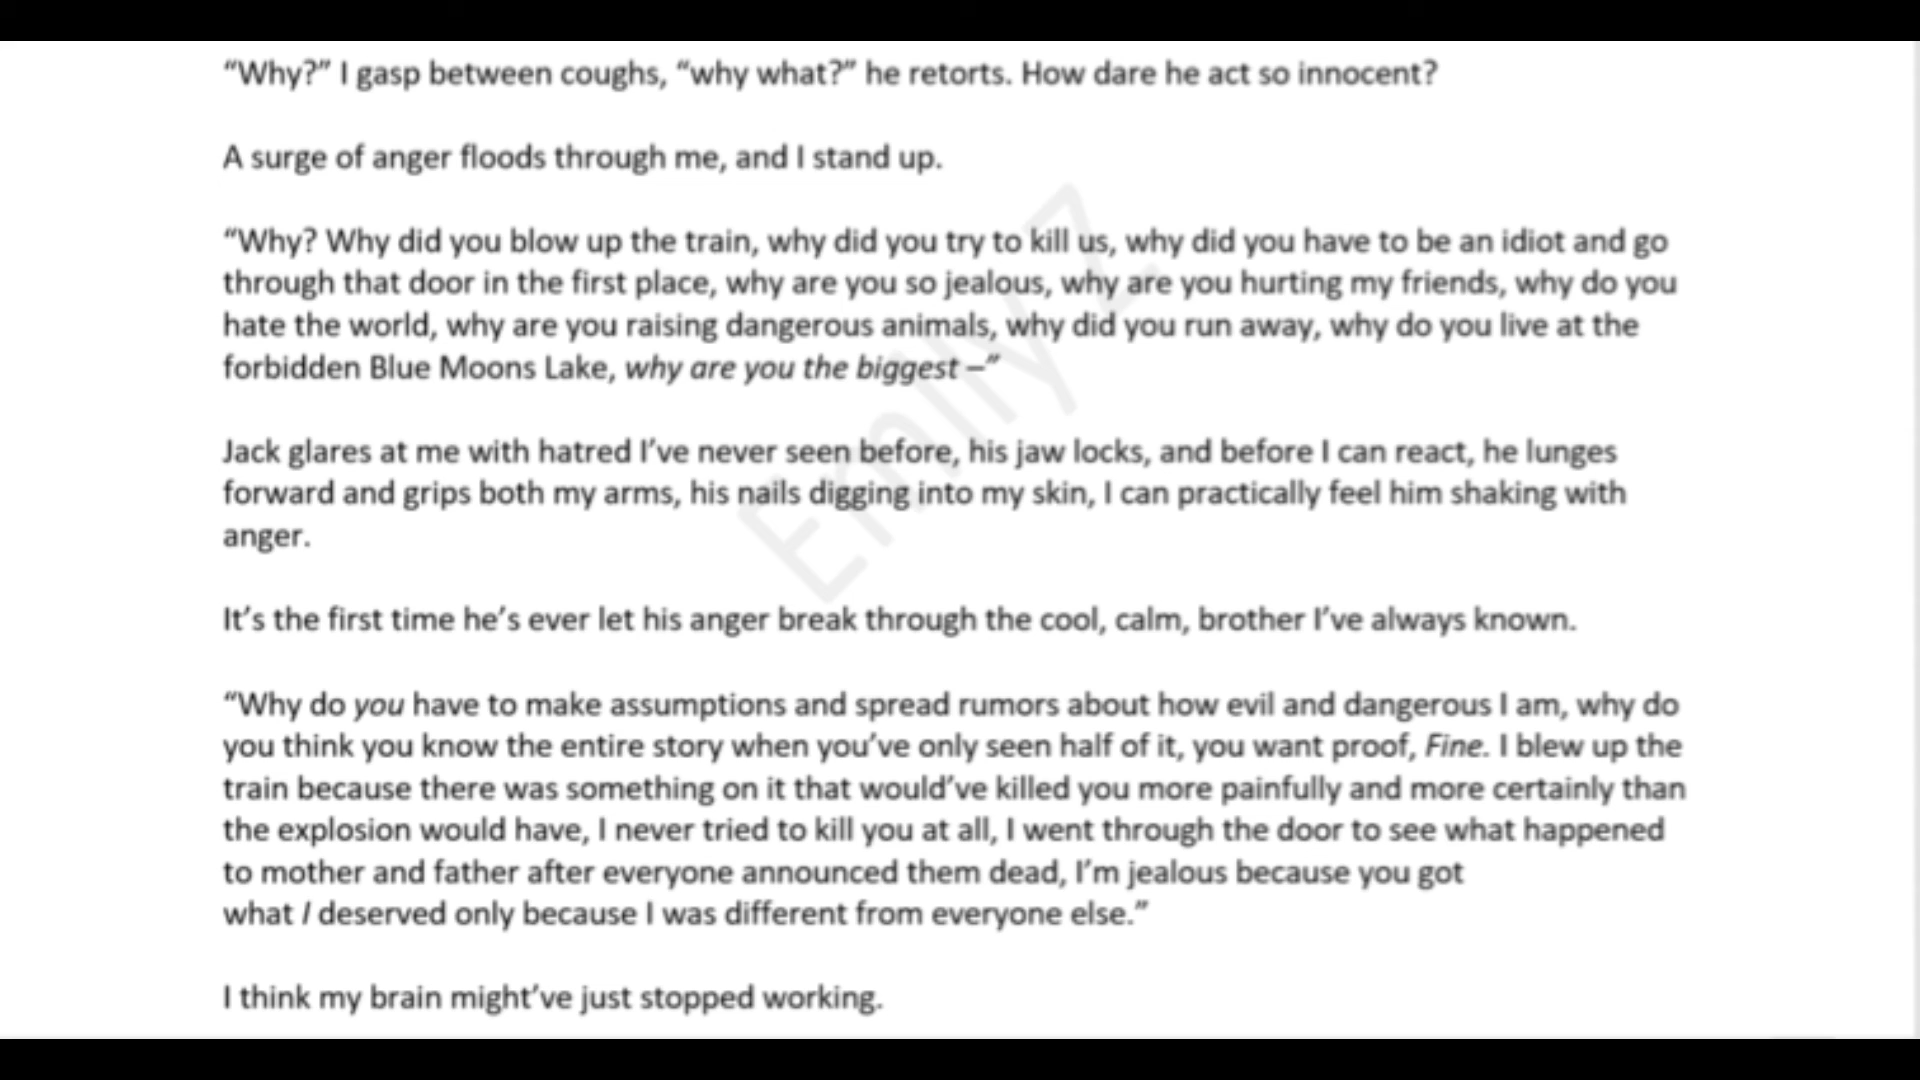 “Why?” I gasp between coughs, “why what?” he retorts. How dare he act so innocent?
A surge of anger floods through me, and I stand up.
“Why? Why did you blow up the train, why did you try to kill us, why did you have to be an idiot and go
through that door in the first place, why are you so jealous, why are you hurting my friends, why do you
hate the world, why are you raising dangerous animals, why did you run away, why do you live at the
forbidden Blue Moons Lake, why are you the biggest –”
Jack glares at me with hatred I’ve never seen before, his jaw locks, and before I can react, he lunges
forward and grips both my arms, his nails digging into my skin, I can practically feel him shaking with
anger.
It’s the first time he’s ever let his anger break through the cool, calm, brother I’ve always known.
“Why do you have to make assumptions and spread rumors about how evil and dangerous I am, why do
you think you know the entire story when you’ve only seen half of it, you want proof, Fine. I blew up the
train because there was something on it that would’ve killed you more painfully and more certainly than
the explosion would have, I never tried to kill you at all, I went through the door to see what happened
to mother and father after everyone announced them dead, I’m jealous because you got
what I deserved only because I was different from everyone else.”
I think my brain might’ve just stopped working.
Emily Z